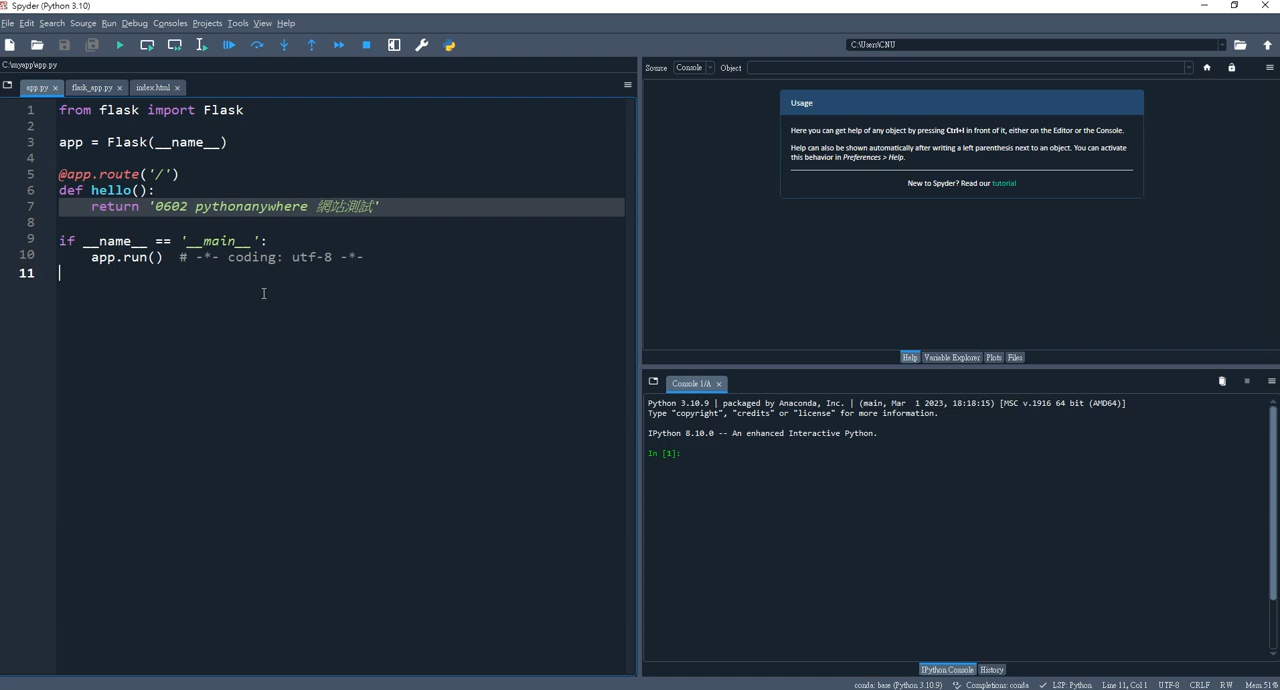 Spyder (Python 3.10)
File Edit Search Source Run Debug Consoles Projects Tools View Help
C:\Users\CNU
C:\myapp\app.py
app.py
flask_app.py
index.html
1 from flask import Flask
2
3 app = Flask(__name__)
4
5 @app.route('/')
6 def hello():
7 return '0602 pythonanywhere 網站測試'
8
9 if __name__ == '__main__':
10 app.run() # -*- coding: utf-8 -*-
11
Source Console Object
Usage
Here you can get help of any object by pressing Ctrl+I in front of it, either on the Editor or the Console.
Help can also be shown automatically after writing a left parenthesis next to an object. You can activate
this behavior in Preferences > Help.
New to Spyder? Read our tutorial
Help Variable Explorer Plots Files
Console 1/A
Python 3.10.9 | packaged by Anaconda, Inc. | (main, Mar 1 2023, 18:18:15) [MSC v.1916 64 bit (AMD64)]
Type "copyright", "credits" or "license" for more information.
IPython 8.10.0 -- An enhanced Interactive Python.
In [1]:
IPython Console History
conda: base (Python 3.10.9) Completions: conda LSP: Python Line 11, Col 1 UTF-8 CRLF RW Mem 51%